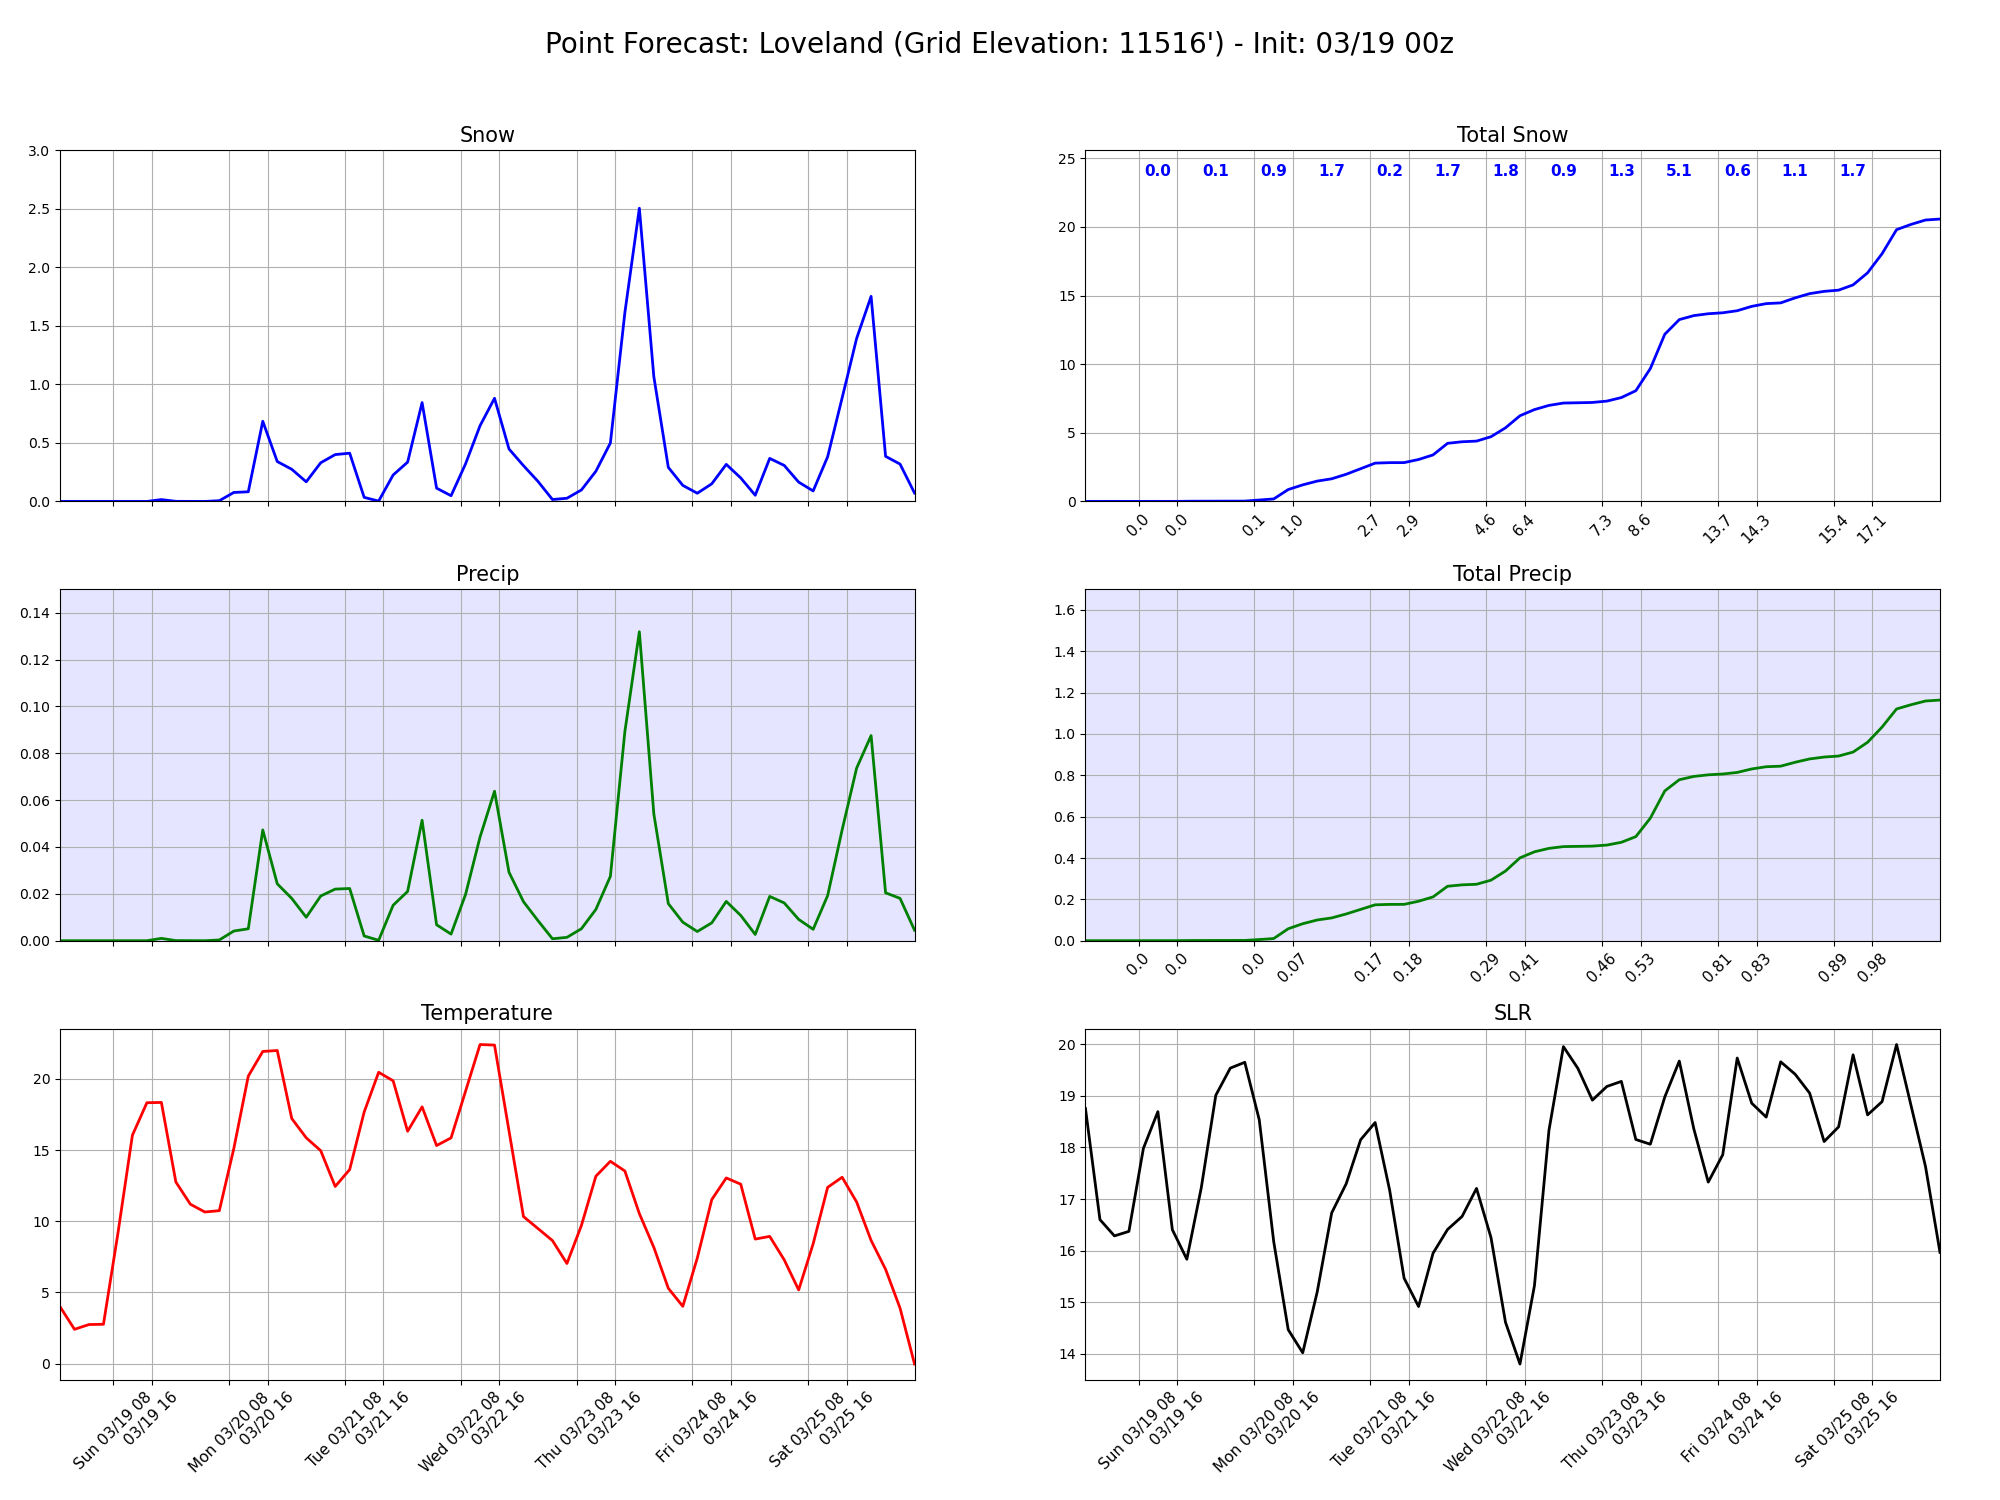 Point Forecast: Loveland (Grid Elevation: 11516') - Init: 03/19 00z
Snow
3.0
2.5
2.0
1.5
1.0
0.5
0.0
Total Snow
0.0 0.1 0.9 1.7 0.2 1.7 1.8 0.9 1.3 5.1 0.6 1.1 1.7
25
20
15
10
5
0
0.0 0.0 0.1 1.0 2.7 2.9 4.6 6.4 7.3 8.6 13.7 14.3 15.4 17.1
Precip
0.14
0.12
0.10
0.08
0.06
0.04
0.02
0.00
Total Precip
1.6
1.4
1.2
1.0
0.8
0.6
0.4
0.2
0.0
0.0 0.0 0.0 0.07 0.17 0.18 0.29 0.41 0.46 0.53 0.81 0.83 0.89 0.98
Temperature
20
15
10
5
0
Sun 03/19 08
03/19 16
Mon 03/20 08
03/20 16
Tue 03/21 08
03/21 16
Wed 03/22 08
03/22 16
Thu 03/23 08
03/23 16
Fri 03/24 08
03/24 16
Sat 03/25 08
03/25 16
SLR
20
19
18
17
16
15
14
Sun 03/19 08
03/19 16
Mon 03/20 08
03/20 16
Tue 03/21 08
03/21 16
Wed 03/22 08
03/22 16
Thu 03/23 08
03/23 16
Fri 03/24 08
03/24 16
Sat 03/25 08
03/25 16